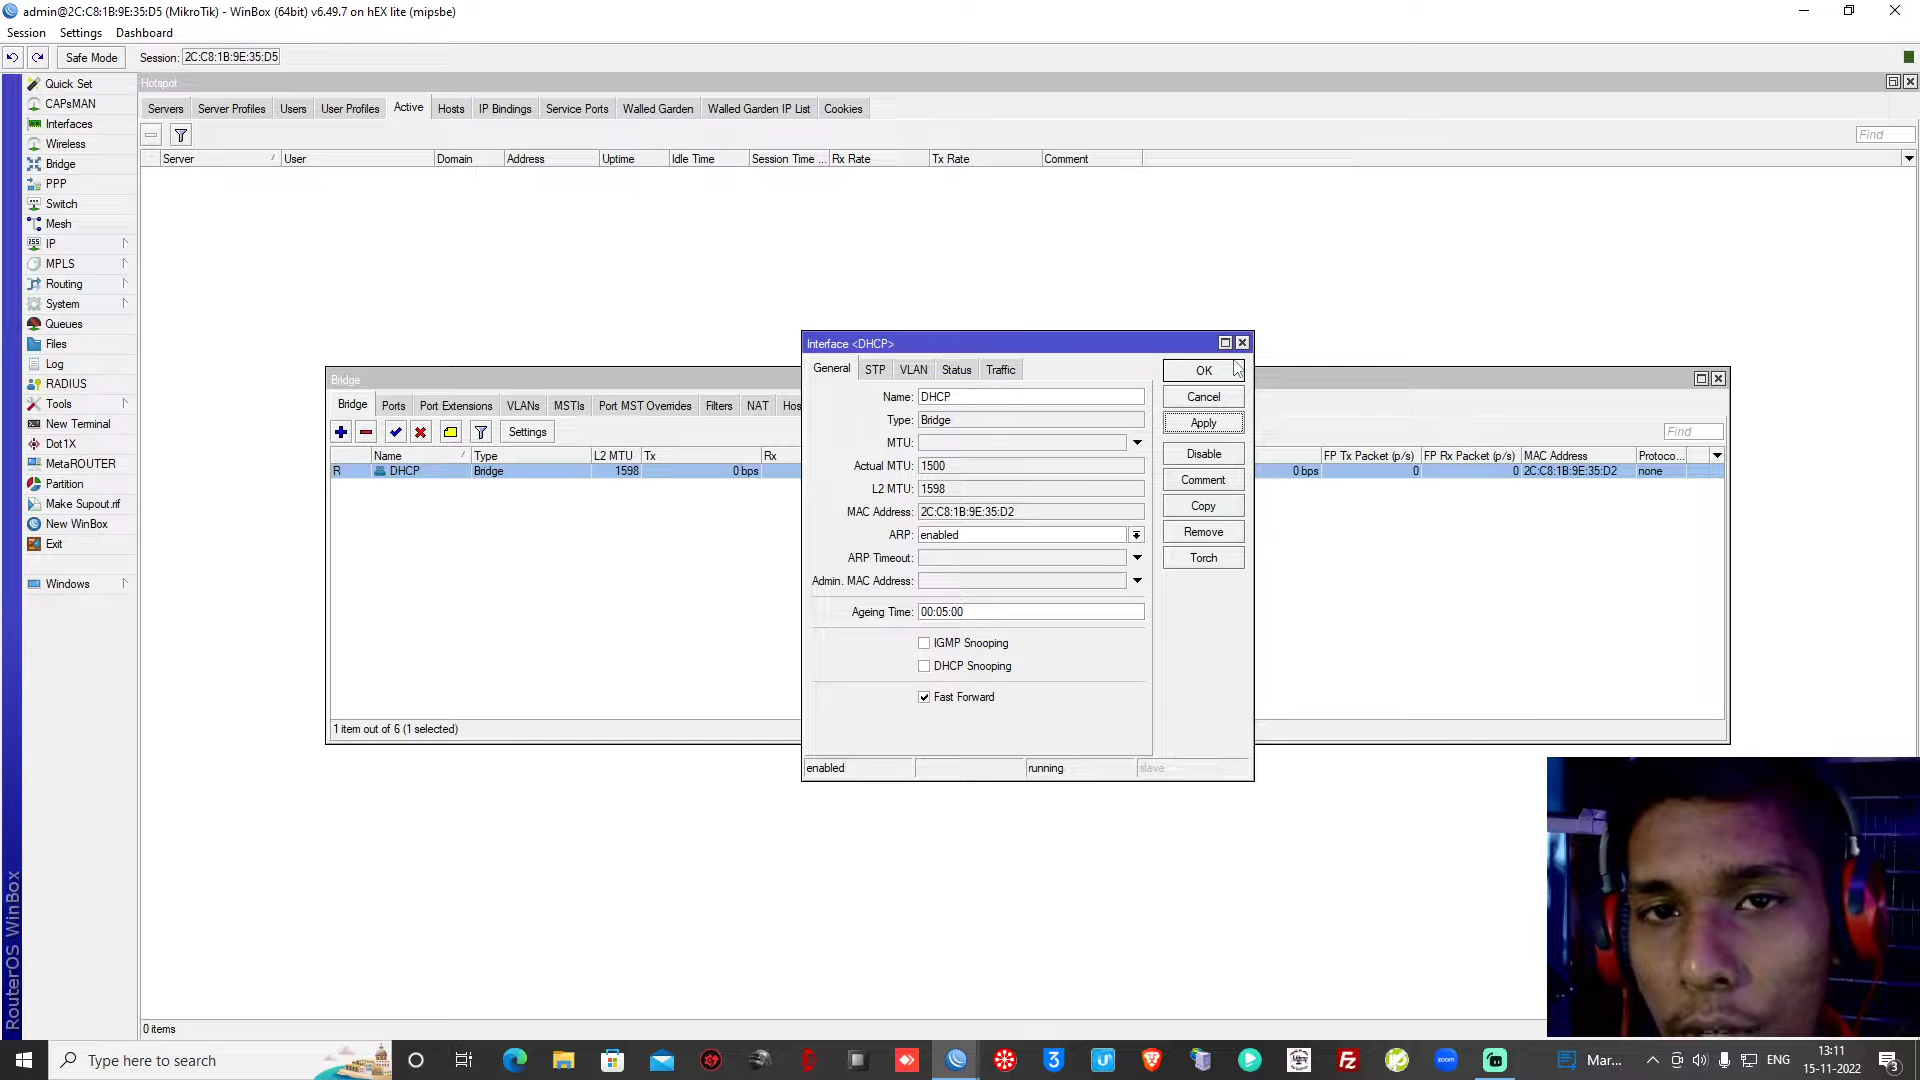 admin@2C:C8:1B:9E:35:D5 (MikroTik) - WinBox (64bit) v6.49.7 on hEX lite (mipsbe)
Session Settings Dashboard
Safe Mode Session: 2C:C8:1B:9E:35:D5
Quick Set
CAPsMAN
Interfaces
Wireless
Bridge
PPP
Switch
Mesh
IP
MPLS
Routing
System
Queues
Files
Log
RADIUS
Tools
New Terminal
Dot1X
MetaROUTER
Partition
Make Supout.rif
New WinBox
Exit
Windows
RouterOS WinBox
Hotspot
Servers Server Profiles Users User Profiles Active Hosts IP Bindings Service Ports Walled Garden Walled Garden IP List Cookies
Find
Server User Domain Address Uptime Idle Time Session Time ... Rx Rate Tx Rate Comment
0 items
Bridge
Bridge Ports Port Extensions VLANs MSTIs Port MST Overrides Filters NAT Hos
Settings
Find
Name Type L2 MTU Tx Rx FP Tx Packet (p/s) FP Rx Packet (p/s) MAC Address Protoco...
R DHCP Bridge 1598 0 bps 0 bps 0 0 2C:C8:1B:9E:35:D2 none
1 item out of 6 (1 selected)
Interface <DHCP>
General STP VLAN Status Traffic
Name: DHCP
Type: Bridge
MTU:
Actual MTU: 1500
L2 MTU: 1598
MAC Address: 2C:C8:1B:9E:35:D2
ARP: enabled
ARP Timeout:
Admin. MAC Address:
Ageing Time: 00:05:00
IGMP Snooping
DHCP Snooping
Fast Forward
OK
Cancel
Apply
Disable
Comment
Copy
Remove
Torch
enabled running slave
Type here to search
zoom
Mar...
ENG
13:11
15-11-2022
3